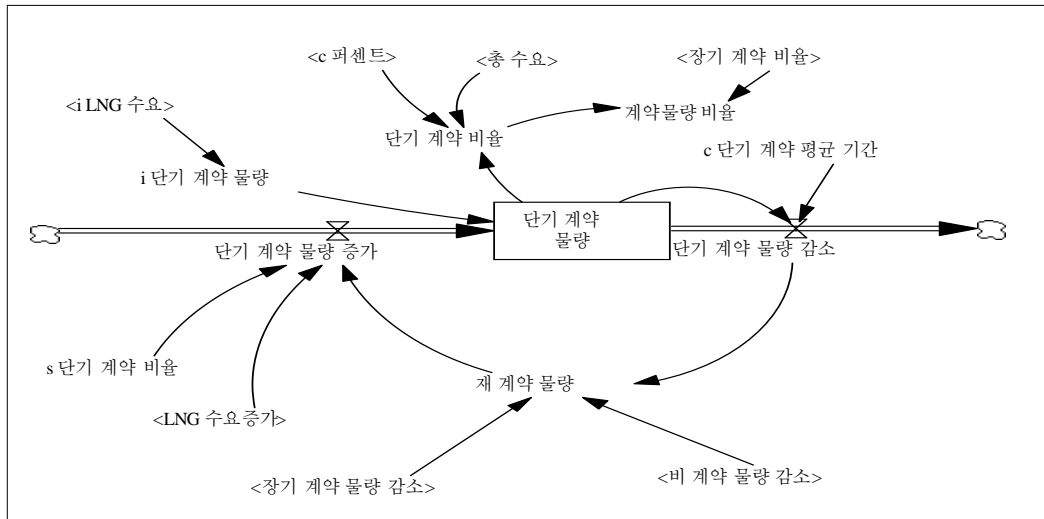 <c 퍼센트>
<총 수요>
<장기 계약 비율>
<i LNG 수요>
단기 계약 비율
계약물량 비율
i 단기 계약 물량
c 단기 계약 평균 기간
단기 계약
물량
단기 계약 물량 증가
단기 계약 물량 감소
s 단기 계약 비율
재 계약 물량
<LNG 수요증가>
<장기 계약 물량 감소>
<비 계약 물량 감소>